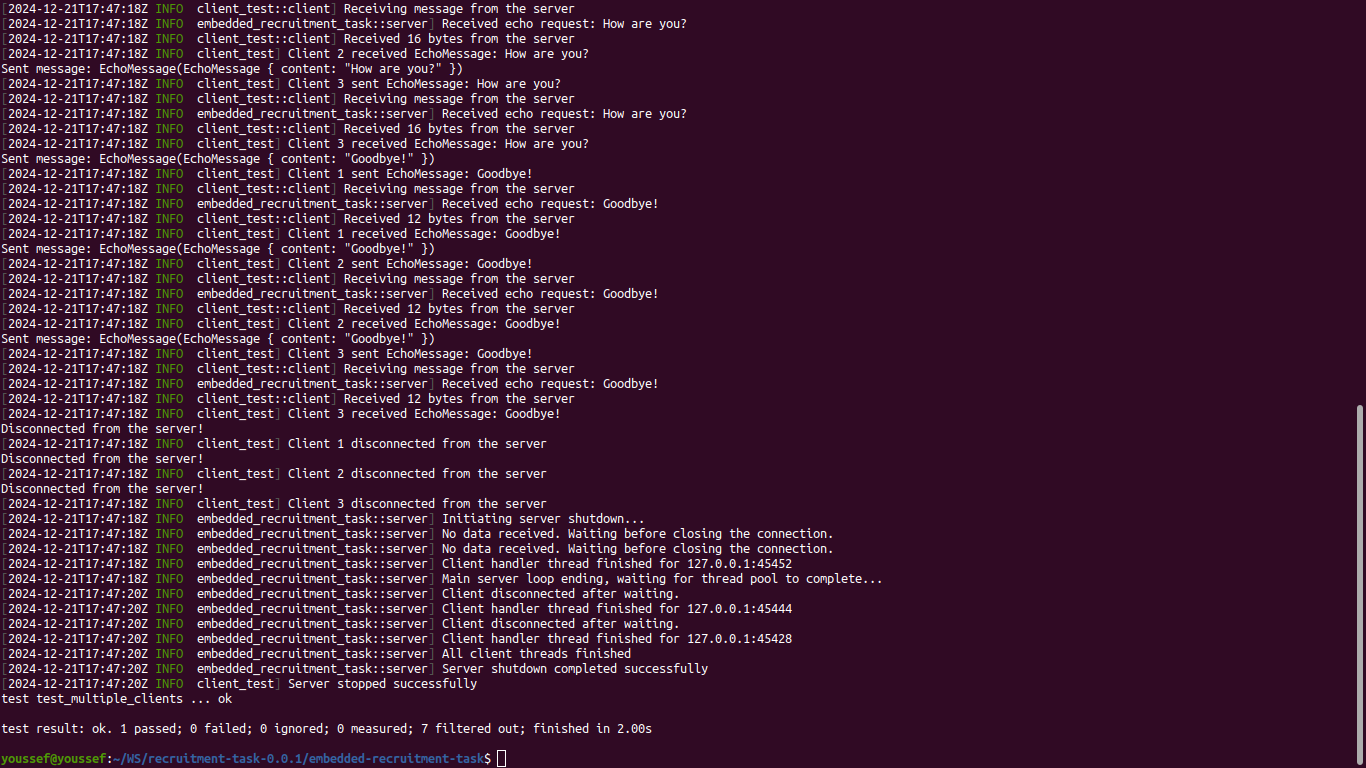 [2024-12-21T17:47:18Z INFO  client_test::client] Receiving message from the server
[2024-12-21T17:47:18Z INFO  embedded_recruitment_task::server] Received echo request: How are you?
[2024-12-21T17:47:18Z INFO  client_test::client] Received 16 bytes from the server
[2024-12-21T17:47:18Z INFO  client_test] Client 2 received EchoMessage: How are you?
Sent message: EchoMessage(EchoMessage { content: "How are you?" })
[2024-12-21T17:47:18Z INFO  client_test] Client 3 sent EchoMessage: How are you?
[2024-12-21T17:47:18Z INFO  client_test::client] Receiving message from the server
[2024-12-21T17:47:18Z INFO  embedded_recruitment_task::server] Received echo request: How are you?
[2024-12-21T17:47:18Z INFO  client_test::client] Received 16 bytes from the server
[2024-12-21T17:47:18Z INFO  client_test] Client 3 received EchoMessage: How are you?
Sent message: EchoMessage(EchoMessage { content: "Goodbye!" })
[2024-12-21T17:47:18Z INFO  client_test] Client 1 sent EchoMessage: Goodbye!
[2024-12-21T17:47:18Z INFO  client_test::client] Receiving message from the server
[2024-12-21T17:47:18Z INFO  embedded_recruitment_task::server] Received echo request: Goodbye!
[2024-12-21T17:47:18Z INFO  client_test::client] Received 12 bytes from the server
[2024-12-21T17:47:18Z INFO  client_test] Client 1 received EchoMessage: Goodbye!
Sent message: EchoMessage(EchoMessage { content: "Goodbye!" })
[2024-12-21T17:47:18Z INFO  client_test] Client 2 sent EchoMessage: Goodbye!
[2024-12-21T17:47:18Z INFO  client_test::client] Receiving message from the server
[2024-12-21T17:47:18Z INFO  embedded_recruitment_task::server] Received echo request: Goodbye!
[2024-12-21T17:47:18Z INFO  client_test::client] Received 12 bytes from the server
[2024-12-21T17:47:18Z INFO  client_test] Client 2 received EchoMessage: Goodbye!
Sent message: EchoMessage(EchoMessage { content: "Goodbye!" })
[2024-12-21T17:47:18Z INFO  client_test] Client 3 sent EchoMessage: Goodbye!
[2024-12-21T17:47:18Z INFO  client_test::client] Receiving message from the server
[2024-12-21T17:47:18Z INFO  embedded_recruitment_task::server] Received echo request: Goodbye!
[2024-12-21T17:47:18Z INFO  client_test::client] Received 12 bytes from the server
[2024-12-21T17:47:18Z INFO  client_test] Client 3 received EchoMessage: Goodbye!
Disconnected from the server!
[2024-12-21T17:47:18Z INFO  client_test] Client 1 disconnected from the server
Disconnected from the server!
[2024-12-21T17:47:18Z INFO  client_test] Client 2 disconnected from the server
Disconnected from the server!
[2024-12-21T17:47:18Z INFO  client_test] Client 3 disconnected from the server
[2024-12-21T17:47:18Z INFO  embedded_recruitment_task::server] Initiating server shutdown...
[2024-12-21T17:47:18Z INFO  embedded_recruitment_task::server] No data received. Waiting before closing the connection.
[2024-12-21T17:47:18Z INFO  embedded_recruitment_task::server] No data received. Waiting before closing the connection.
[2024-12-21T17:47:18Z INFO  embedded_recruitment_task::server] Client handler thread finished for 127.0.0.1:45452
[2024-12-21T17:47:18Z INFO  embedded_recruitment_task::server] Main server loop ending, waiting for thread pool to complete...
[2024-12-21T17:47:20Z INFO  embedded_recruitment_task::server] Client disconnected after waiting.
[2024-12-21T17:47:20Z INFO  embedded_recruitment_task::server] Client handler thread finished for 127.0.0.1:45444
[2024-12-21T17:47:20Z INFO  embedded_recruitment_task::server] Client disconnected after waiting.
[2024-12-21T17:47:20Z INFO  embedded_recruitment_task::server] Client handler thread finished for 127.0.0.1:45428
[2024-12-21T17:47:20Z INFO  embedded_recruitment_task::server] All client threads finished
[2024-12-21T17:47:20Z INFO  embedded_recruitment_task::server] Server shutdown completed successfully
[2024-12-21T17:47:20Z INFO  client_test] Server stopped successfully
test test_multiple_clients ... ok
test result: ok. 1 passed; 0 failed; 0 ignored; 0 measured; 7 filtered out; finished in 2.00s
youssef@youssef:~/WS/recruitment-task-0.0.1/embedded-recruitment-task$